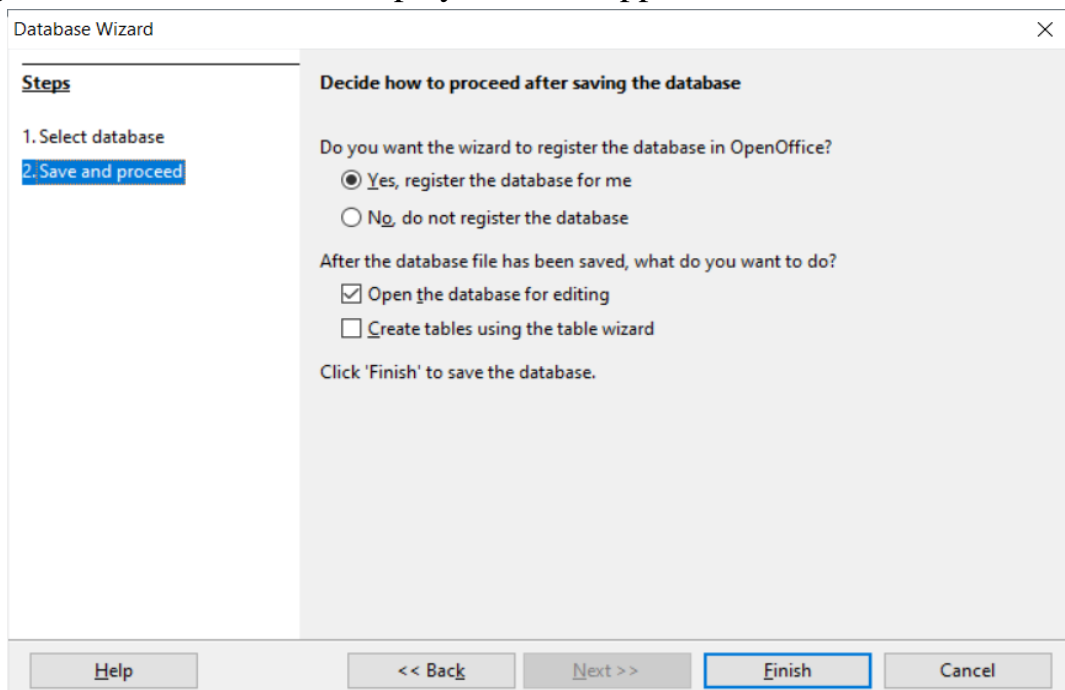 Database Wizard
Steps
1. Select database
2. Save and proceed
Decide how to proceed after saving the database
Do you want the wizard to register the database in OpenOffice?
Yes, register the database for me
No, do not register the database
After the database file has been saved, what do you want to do?
Open the database for editing
Create tables using the table wizard
Click 'Finish' to save the database.
Help
<< Back
Next >>
Finish
Cancel